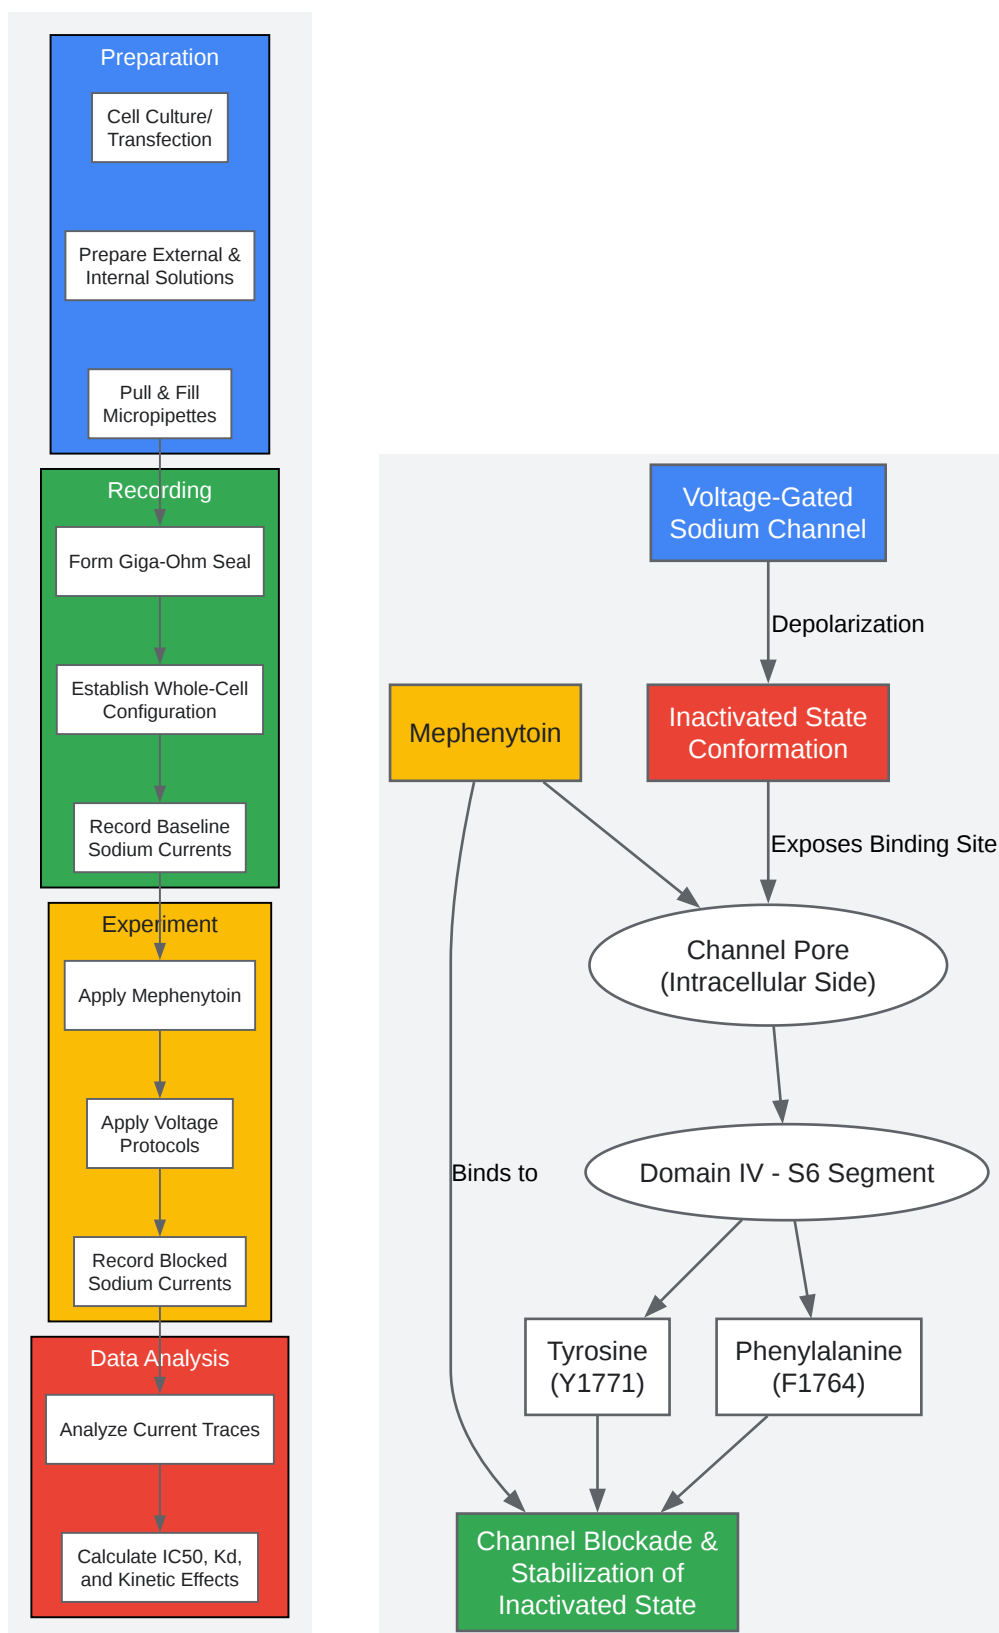 Preparation
Cell Culture/
Transfection
Prepare External &
Internal Solutions
Pull & Fill
Micropipettes
Recording
Form Giga-Ohm Seal
Establish Whole-Cell
Configuration
Record Baseline
Sodium Currents
Experiment
Apply Mephenytoin
Apply Voltage
Protocols
Record Blocked
Sodium Currents
Data Analysis
Analyze Current Traces
Calculate IC50, Kd,
and Kinetic Effects
Voltage-Gated
Sodium Channel
Depolarization
Mephenytoin
Inactivated State
Conformation
Exposes Binding Site
Channel Pore
(Intracellular Side)
Binds to
Domain IV - S6 Segment
Tyrosine
(Y1771)
Phenylalanine
(F1764)
Channel Blockade &
Stabilization of
Inactivated State